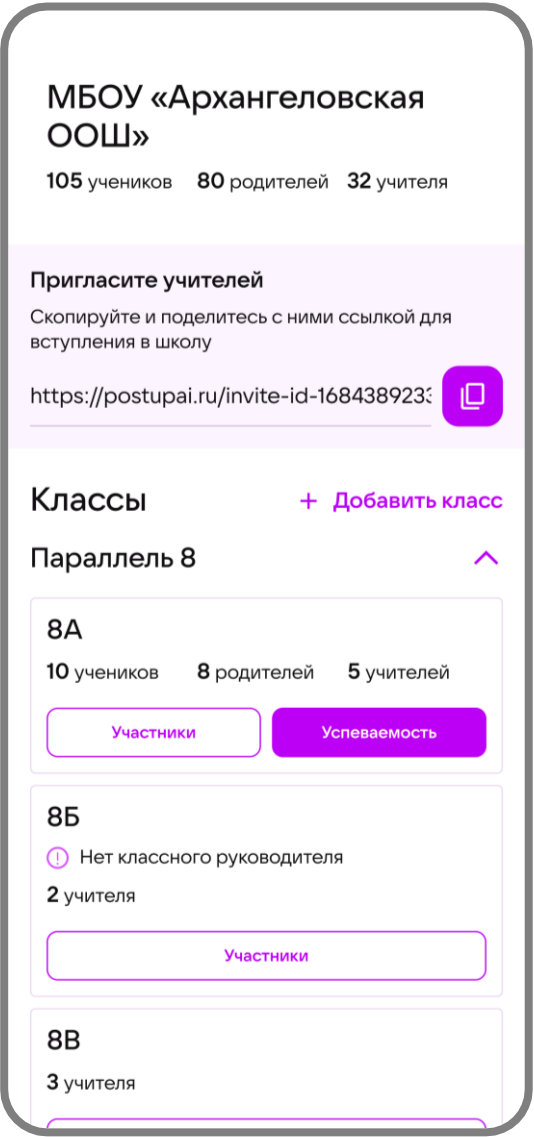 МБОУ «Архангеловская
ООШ»
105 учеников 80 родителей 32 учителя
Пригласите учителей
Скопируйте и поделитесь с ними ссылкой для
вступления в школу
https://postupai.ru/invite-id-1684389233
Классы + Добавить класс
Параллель 8
8А
10 учеников 8 родителей 5 учителей
Участники Успеваемость
8Б
Нет классного руководителя
2 учителя
Участники
8В
3 учителя